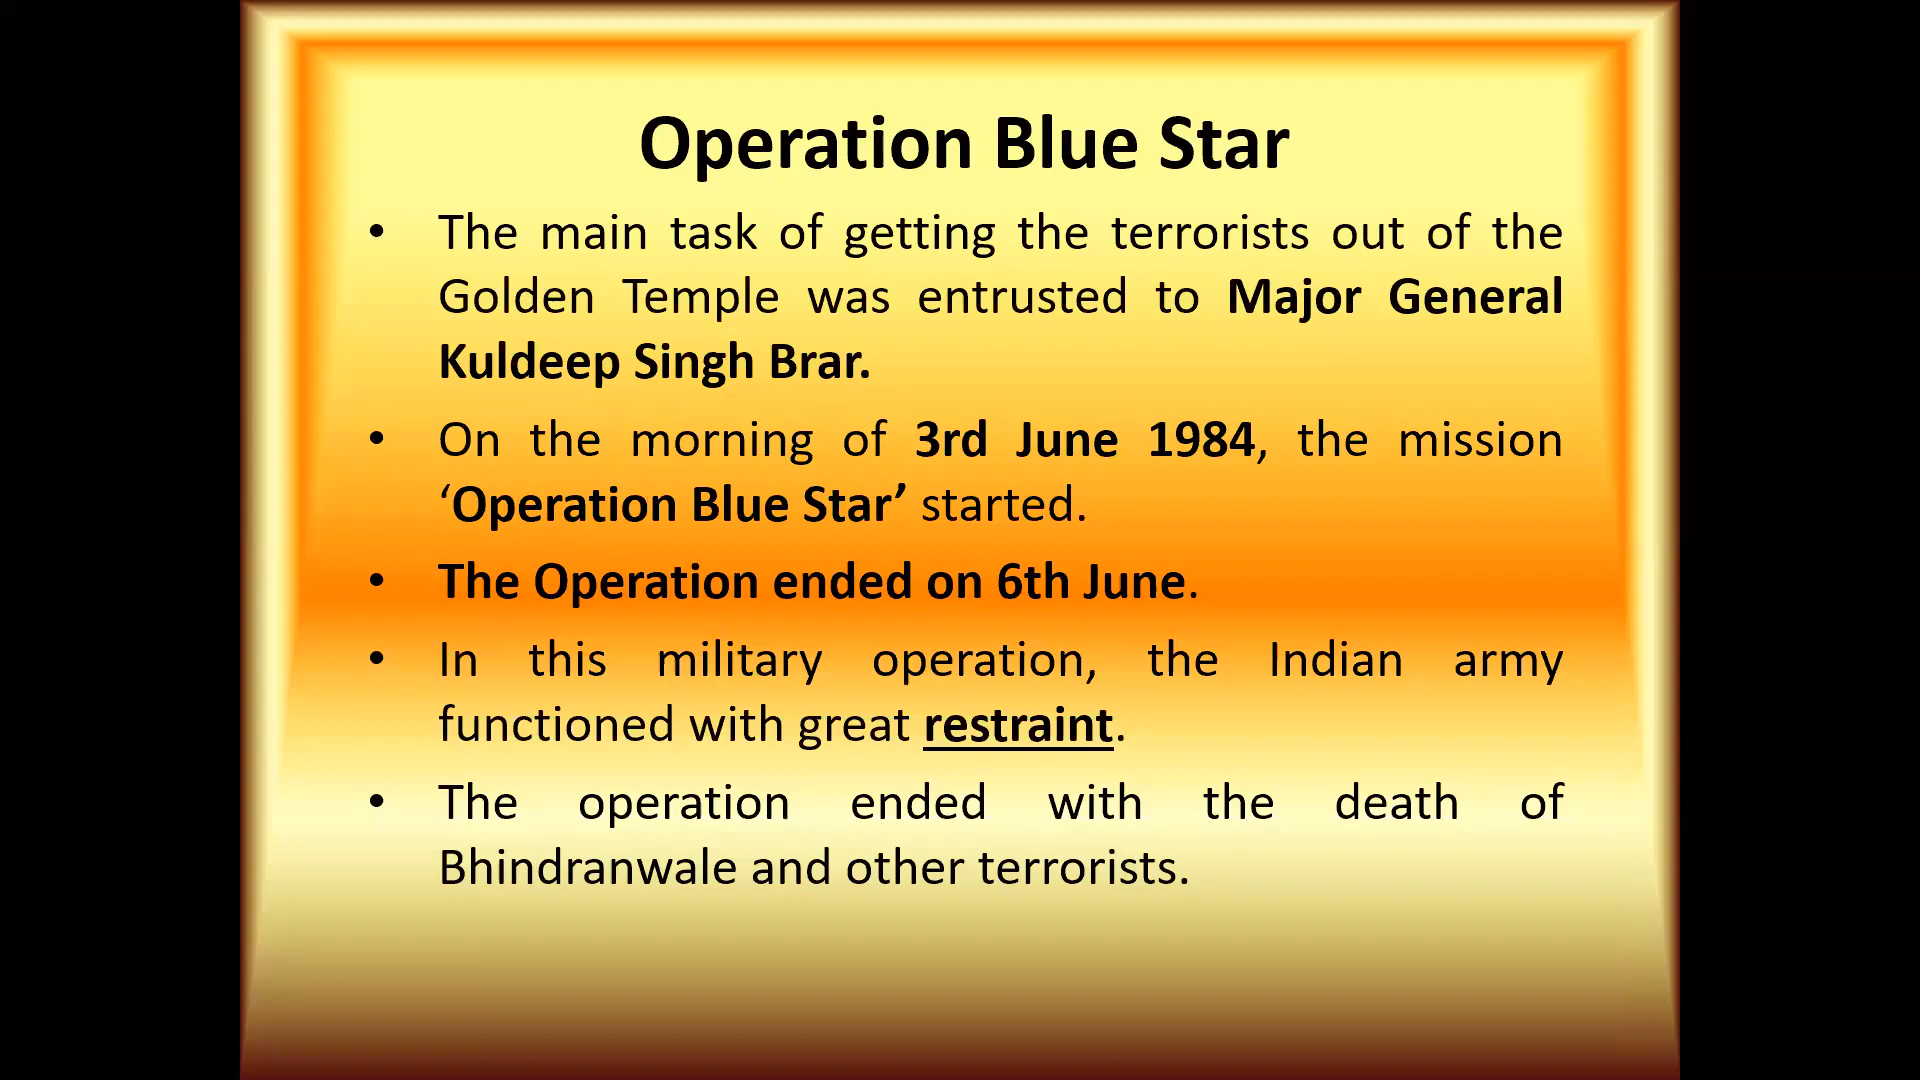 Operation Blue Star
• The main task of getting the terrorists out of the
Golden Temple was entrusted to Major General
Kuldeep Singh Brar.
• On the morning of 3rd June 1984, the mission
‘Operation Blue Star’ started.
• The Operation ended on 6th June.
• In this military operation, the Indian army
functioned with great restraint.
• The operation ended with the death of
Bhindranwale and other terrorists.